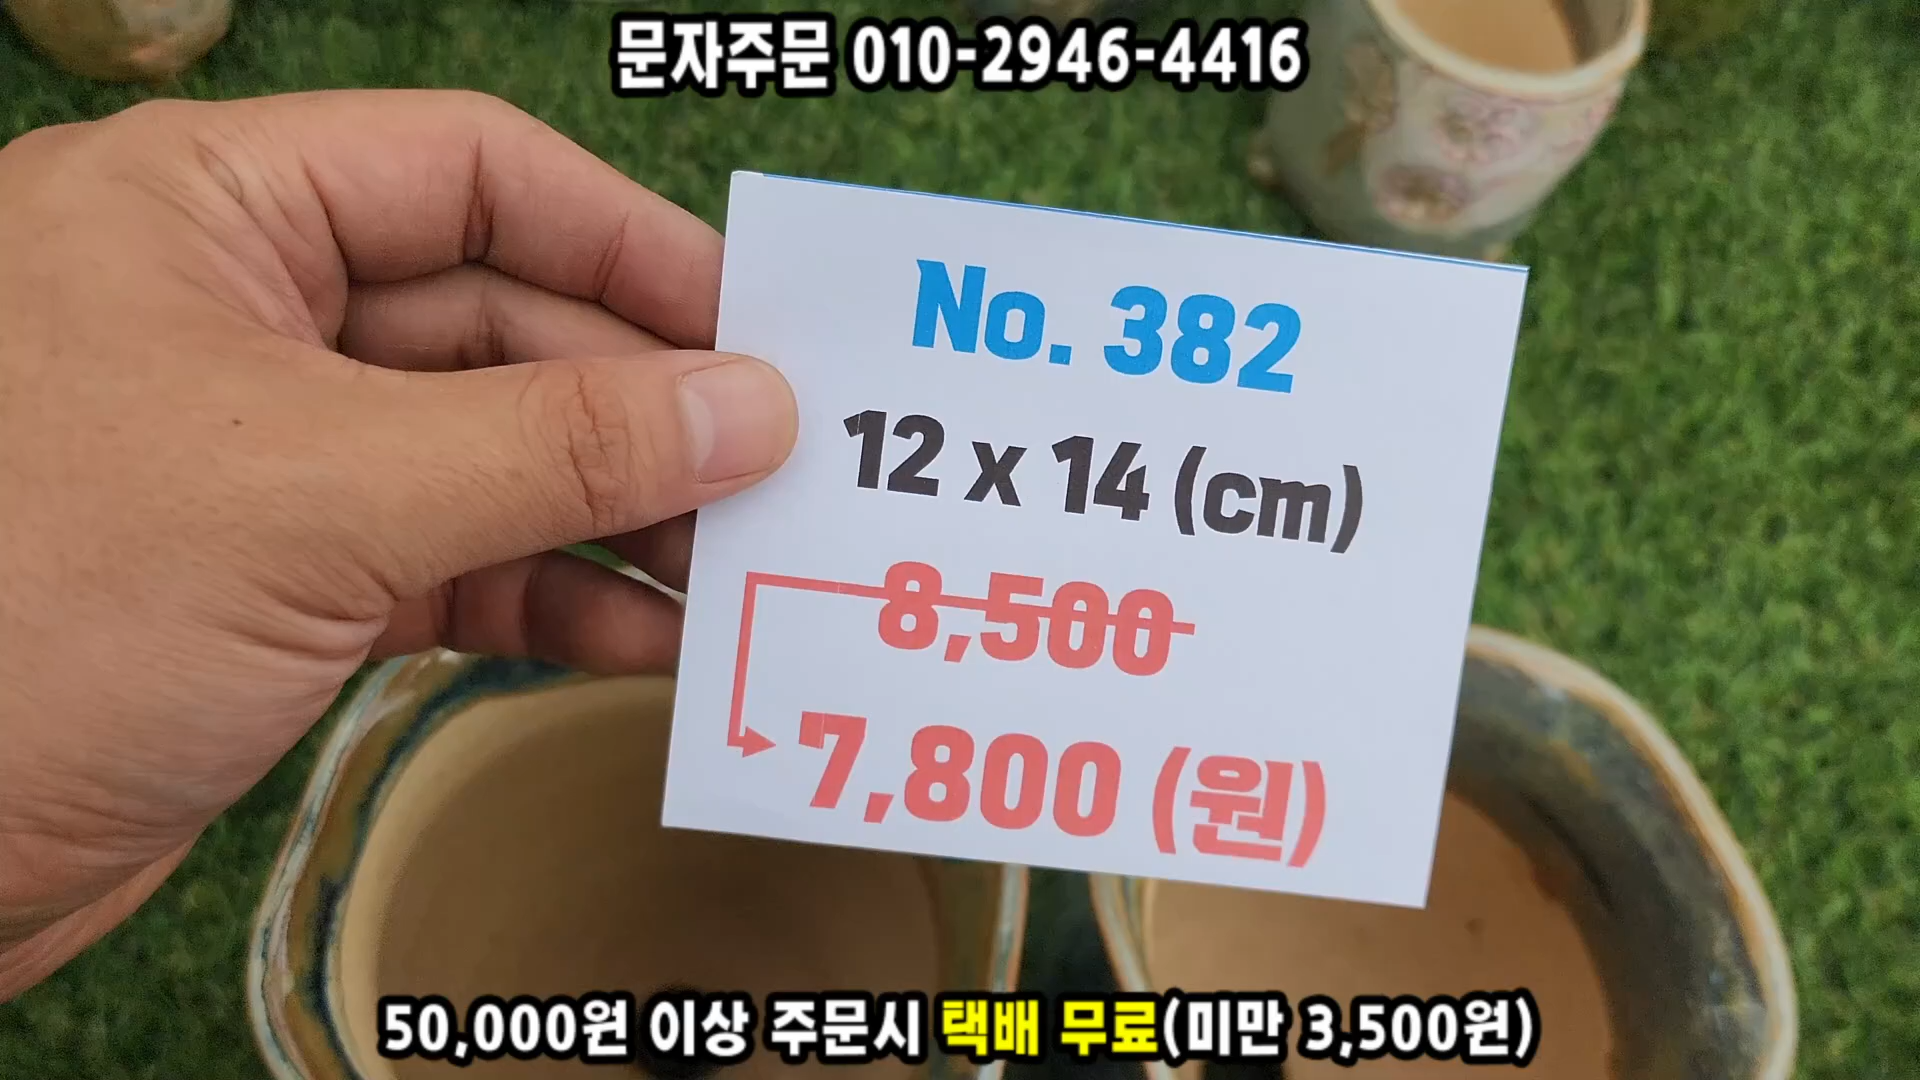 문자주문 010-2946-4416
No. 382
12 x 14 (cm)
8,500
7,800 (원)
50,000원 이상 주문시 택배 무료(미만 3,500원)